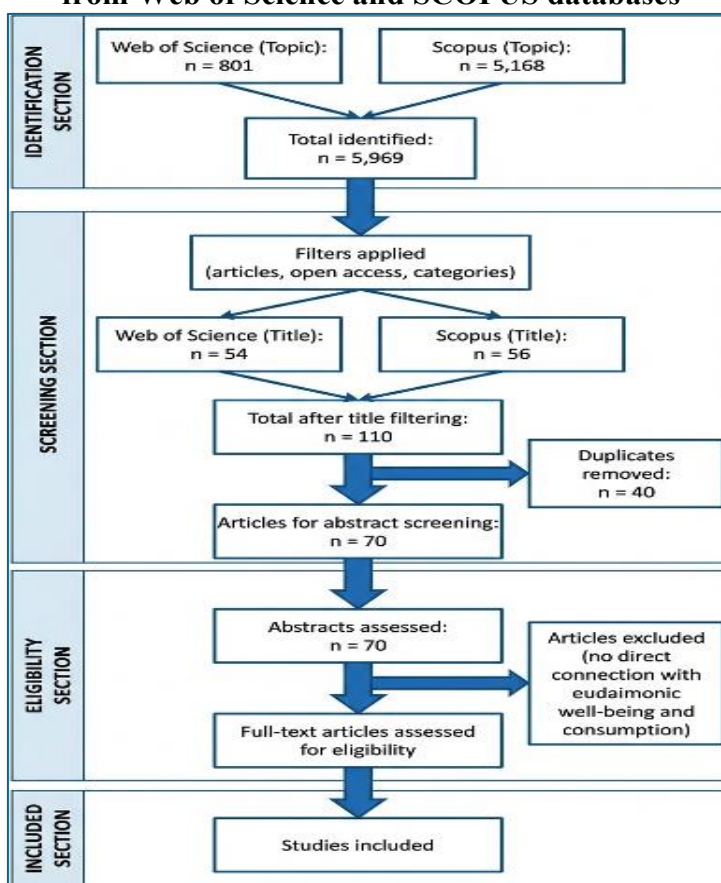 from Web of Science and SCOPUS databases
IDENTIFICATION
SECTION
Web of Science (Topic):
n = 801
Scopus (Topic):
n = 5,168
Total identified:
n = 5,969
SCREENING SECTION
Filters applied
(articles, open access, categories)
Web of Science (Title):
n = 54
Scopus (Title):
n = 56
Total after title filtering:
n = 110
Duplicates
removed:
n = 40
Articles for abstract screening:
n = 70
ELIGIBILITY
SECTION
Abstracts assessed:
n = 70
Articles excluded
(no direct
connection with
eudaimonic
well-being and
consumption)
Full-text articles assessed
for eligibility
INCLUDED
SECTION
Studies included